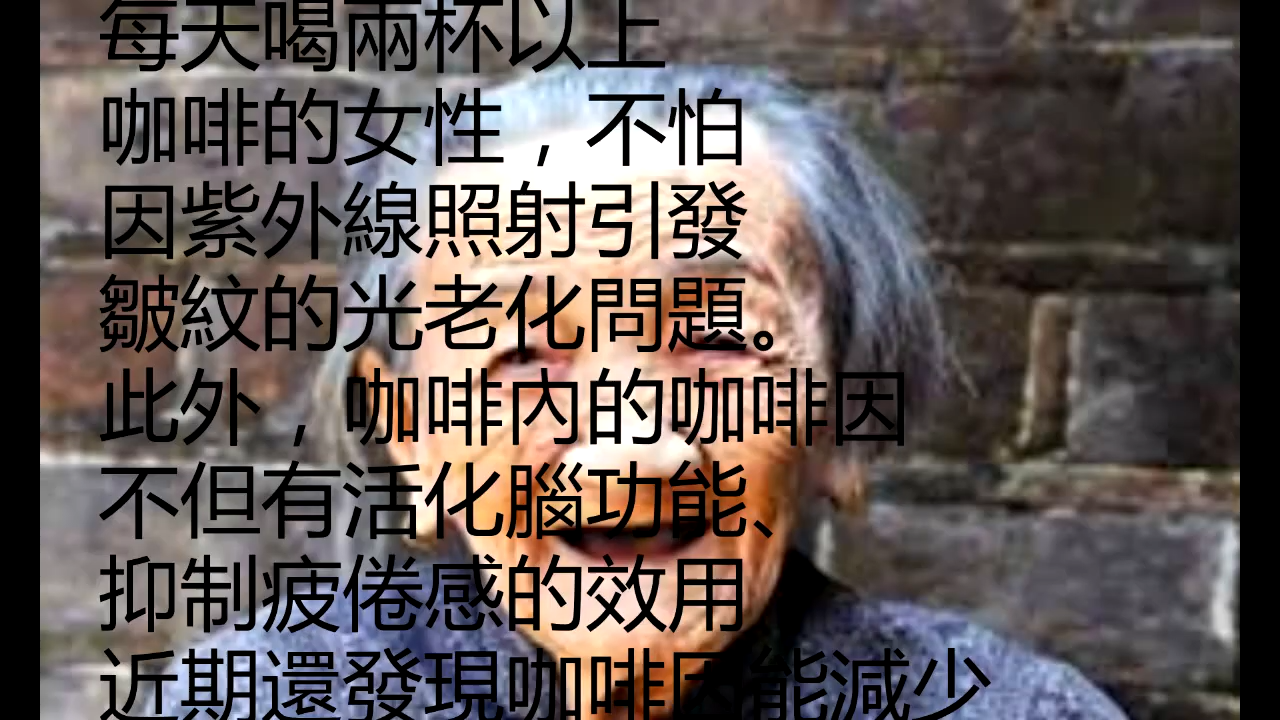 每天喝兩杯以上
咖啡的女性，不怕
因紫外線照射引發
皺紋的光老化問題。
此外，咖啡內的咖啡因
不但有活化腦功能、
抑制疲倦感的效用
近期還發現咖啡因能減少